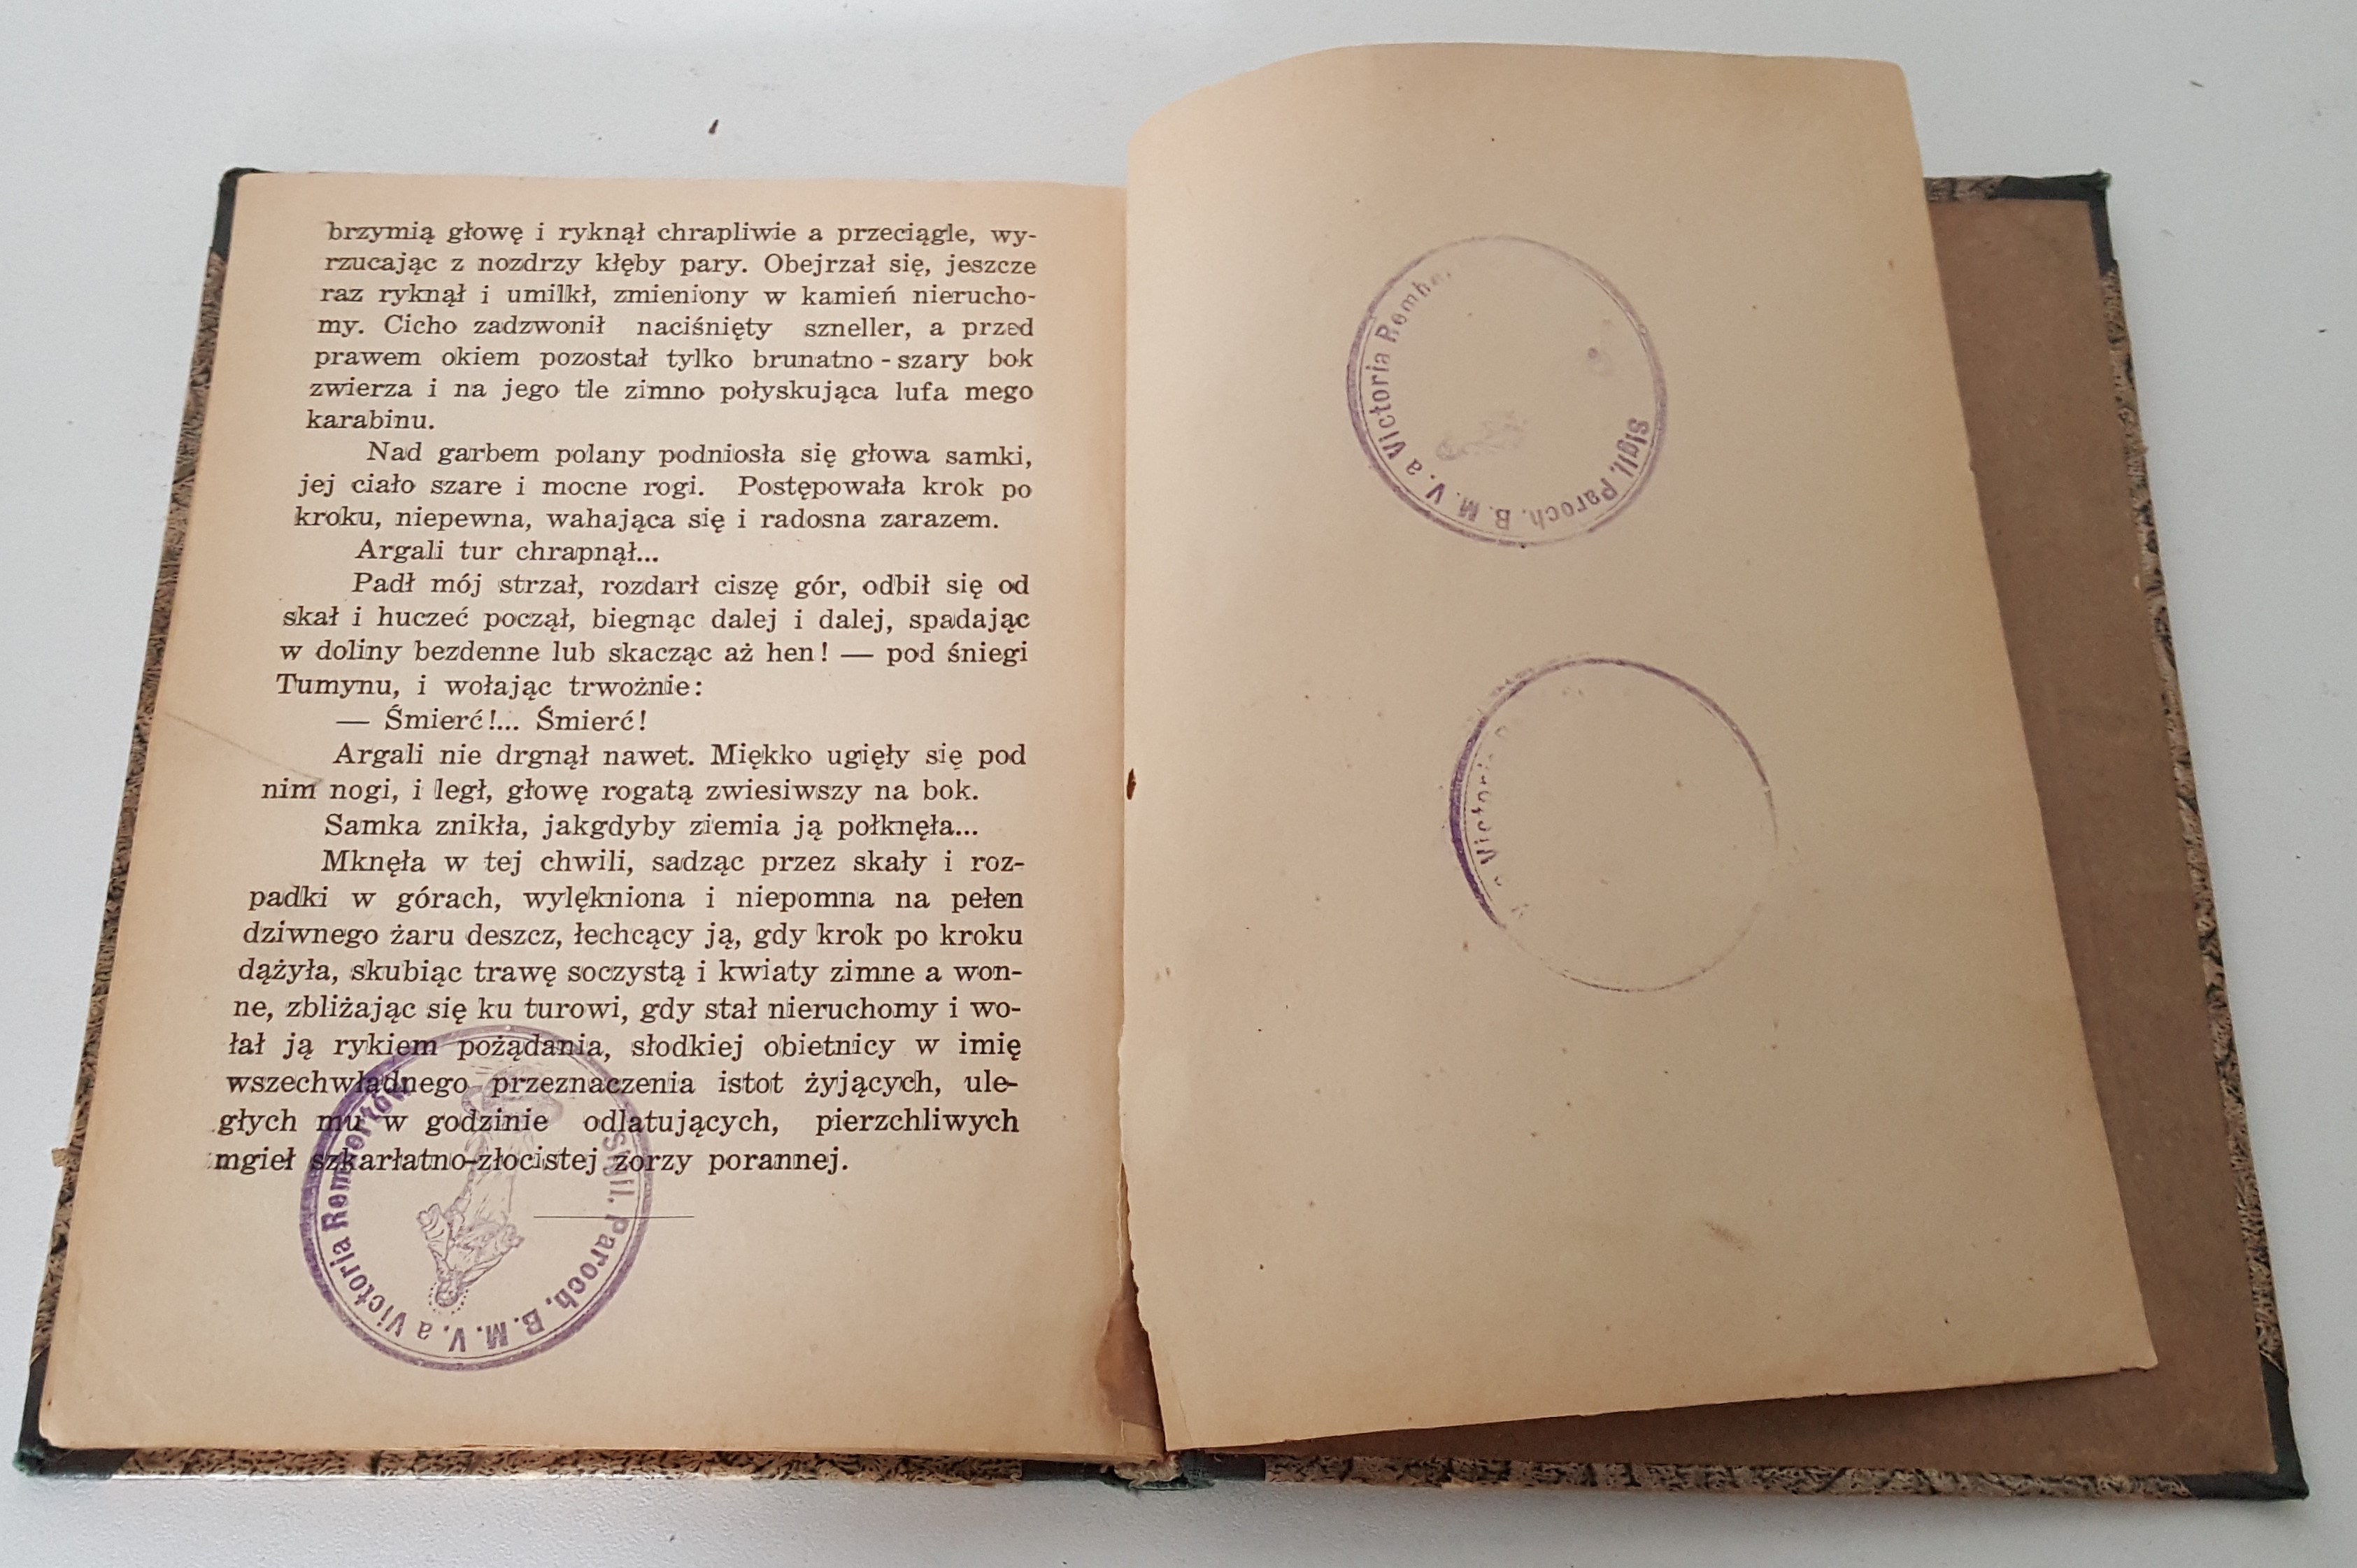 brzymią głowę i ryknął chrapliwie a przeciągle, wy-
rzucając z nozdrzy kłęby pary. Obejrzał się, jeszcze
raz ryknął i umilkł, zmieniony w kamień nierucho-
my. Cicho zadzwonił naciśnięty szneller, a przed
prawem okiem pozostał tylko brunatno - szary bok
zwierza i na jego tle zimno połyskująca lufa mego
karabinu.
Nad garbem polany podniosła się głowa samki,
jej ciało szare i mocne rogi. Postępowała krok po
kroku, niepewna, wahająca się i radosna zarazem.
Argali tur chrapnął...
Padł mój strzał, rozdarł ciszę gór, odbił się od
skał i huczeć począł, biegnąc dalej i dalej, spadając
w doliny bezdenne lub skacząc aż hen! — pod śniegi
Tumynu, i wołając trwożnie:
— Śmierć!... Śmierć!
Argali nie drgnął nawet. Miękko ugięły się pod
nim nogi, i legł, głowę rogatą zwiesiwszy na bok.
Samka znikła, jakgdyby ziemia ją połknęła...
Mknęła w tej chwili, sadząc przez skały i roz-
padki w górach, wylękniona i niepomna na pełen
dziwnego żaru deszcz, łechcący ją, gdy krok po kroku
dążyła, skubiąc trawę soczystą i kwiaty zimne a won-
ne, zbliżając się ku turowi, gdy stał nieruchomy i wo-
łał ją rykiem pożądania, słodkiej obietnicy w imię
wszechwładnego przeznaczenia istot żyjących, ule-
głych mu w godzinie odlatujących, pierzchliwych
mgieł szkarłatno-złocistej zorzy porannej.
Sigil. Paroch. B. M. V. a Victoria Rembertów
Sigil. Paroch. B. M. V. a Victoria Rembe
V. a Victoria